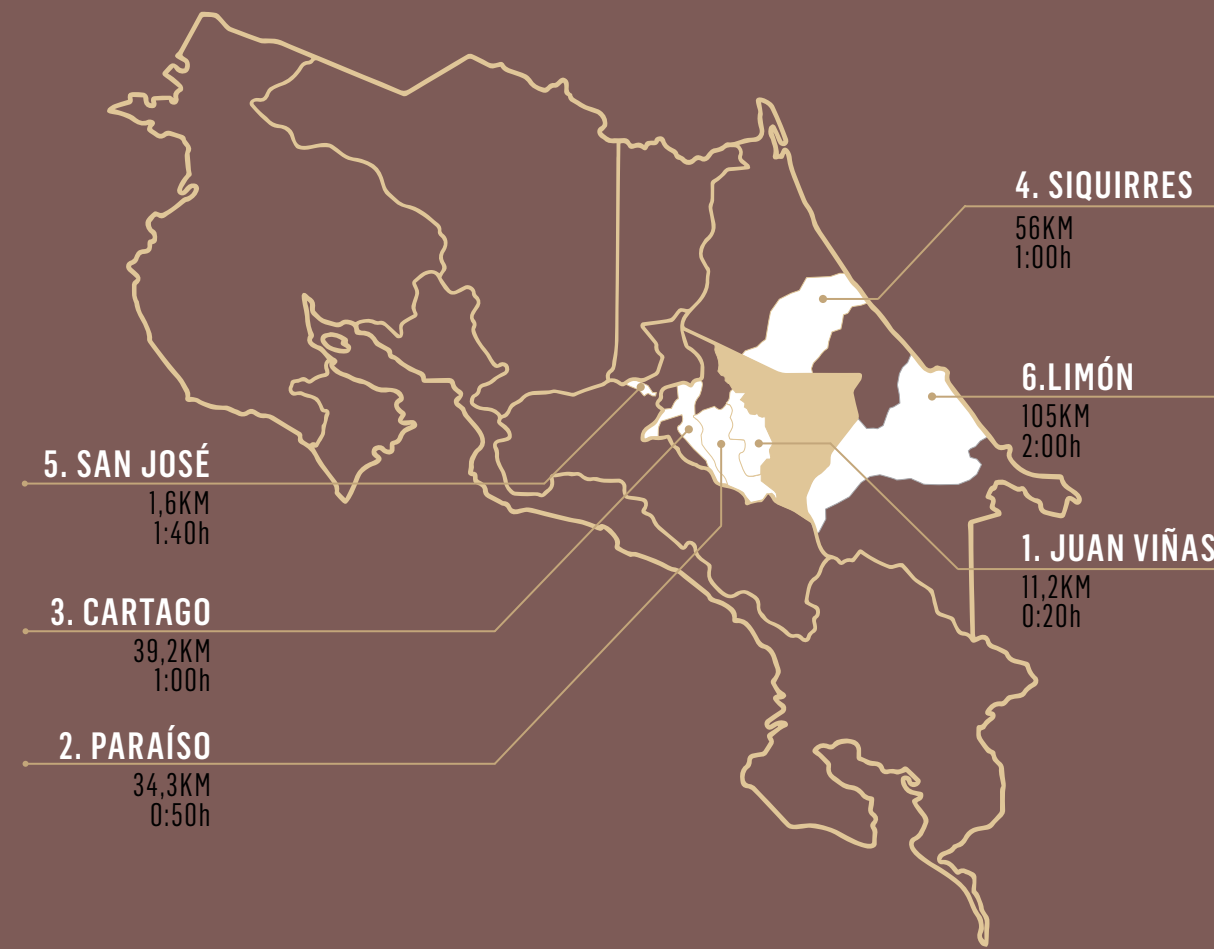 4. SIQUIRRES
56KM
1:00h
6.LIMÓN
105KM
2:00h
5. SAN JOSÉ
1,6KM
1:40h
1. JUAN VIÑAS
11,2KM
0:20h
3. CARTAGO
39,2KM
1:00h
2. PARAÍSO
34,3KM
0:50h